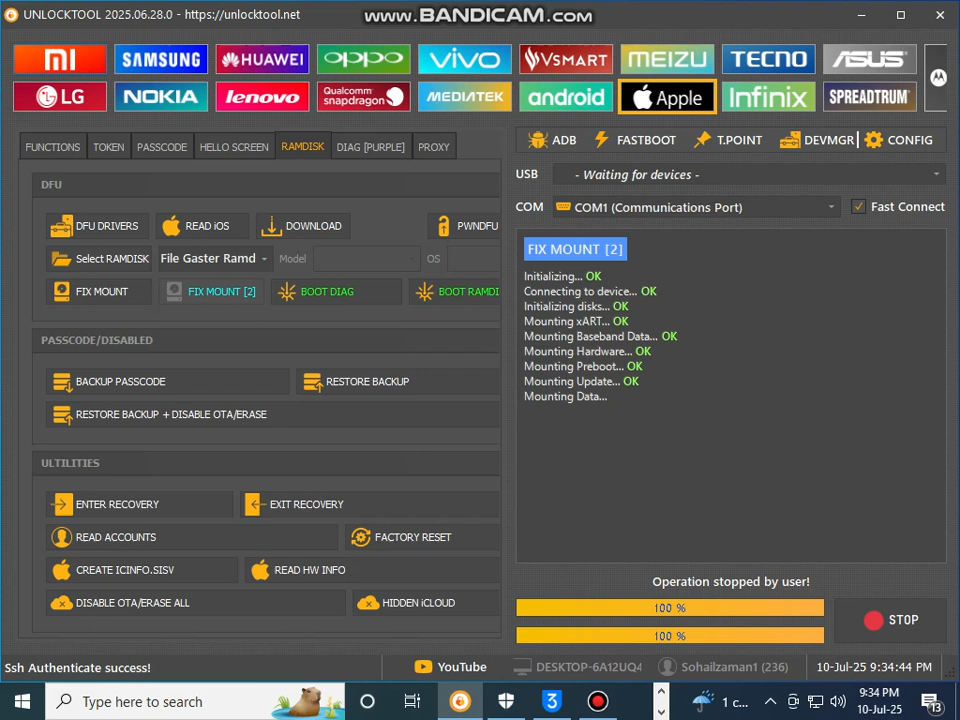 UNLOCKTOOL 2025.06.28.0 - https://unlocktool.net
WWW.BANDICAM.COM
MI SAMSUNG HUAWEI OPPO VIVO VSMART MEIZU TECNO ASUS
LG NOKIA lenovo Qualcomm snapdragon MEDIATEK android Apple Infinix SPREADTRUM
FUNCTIONS TOKEN PASSCODE HELLO SCREEN RAMDISK DIAG [PURPLE] PROXY
ADB FASTBOOT T.POINT DEVMGR CONFIG
USB - Waiting for devices -
COM COM1 (Communications Port) Fast Connect
DFU
DFU DRIVERS READ iOS DOWNLOAD PWNDFU
Select RAMDISK File Gaster Ramd Model OS
FIX MOUNT FIX MOUNT [2] BOOT DIAG BOOT RAMDI
PASSCODE/DISABLED
BACKUP PASSCODE RESTORE BACKUP
RESTORE BACKUP + DISABLE OTA/ERASE
ULTILITIES
ENTER RECOVERY EXIT RECOVERY
READ ACCOUNTS FACTORY RESET
CREATE ICINFO.SISV READ HW INFO
DISABLE OTA/ERASE ALL HIDDEN iCLOUD
FIX MOUNT [2]
Initializing... OK
Connecting to device... OK
Initializing disks... OK
Mounting xART... OK
Mounting Baseband Data... OK
Mounting Hardware... OK
Mounting Preboot... OK
Mounting Update... OK
Mounting Data...
Operation stopped by user!
100 %
100 %
STOP
Ssh Authenticate success! YouTube DESKTOP-6A12UQ4 Sohailzaman1 (236) 10-Jul-25 9:34:44 PM
Type here to search
3
1 c...
9:34 PM
10-Jul-25
13